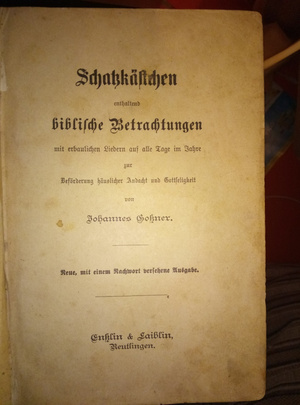 Schatzkästchen
enthaltend
biblische Betrachtungen
mit erbaulichen Liedern auf alle Tage im Jahre
zur
Beförderung häuslicher Andacht und Gottseligkeit
von
Johannes Goßner.
Neue, mit einem Nachwort versehene Ausgabe.
Enßlin & Laiblin,
Reutlingen.